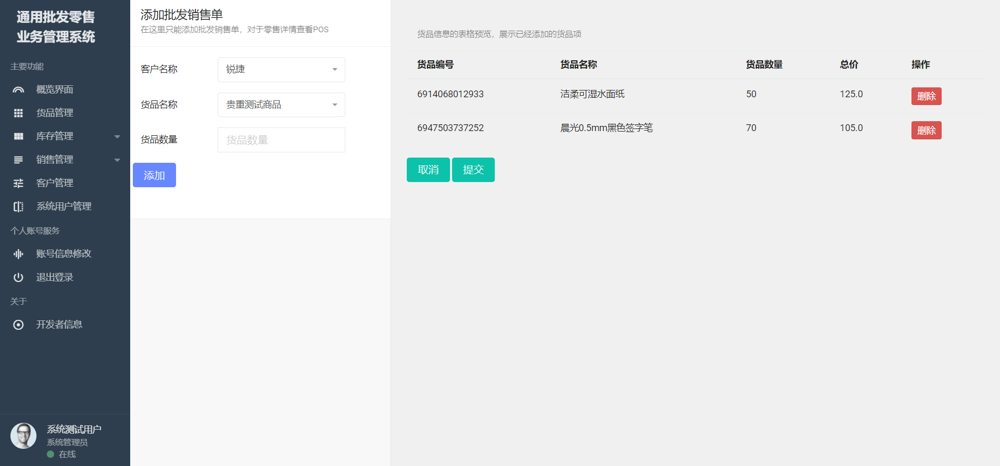 通用批发零售
业务管理系统
主要功能
概览界面
货品管理
库存管理
销售管理
客户管理
系统用户管理
个人账号服务
账号信息修改
退出登录
关于
开发者信息
系统测试用户
系统管理员
在线
添加批发销售单
在这里只能添加批发销售单，对于零售详情查看POS
客户名称 锐捷
货品名称 贵重测试商品
货品数量 货品数量
添加
货品信息的表格预览，展示已经添加的货品项
货品编号 货品名称 货品数量 总价 操作
6914068012933 洁柔可湿水面纸 50 125.0 删除
6947503737252 晨光0.5mm黑色签字笔 70 105.0 删除
取消 提交